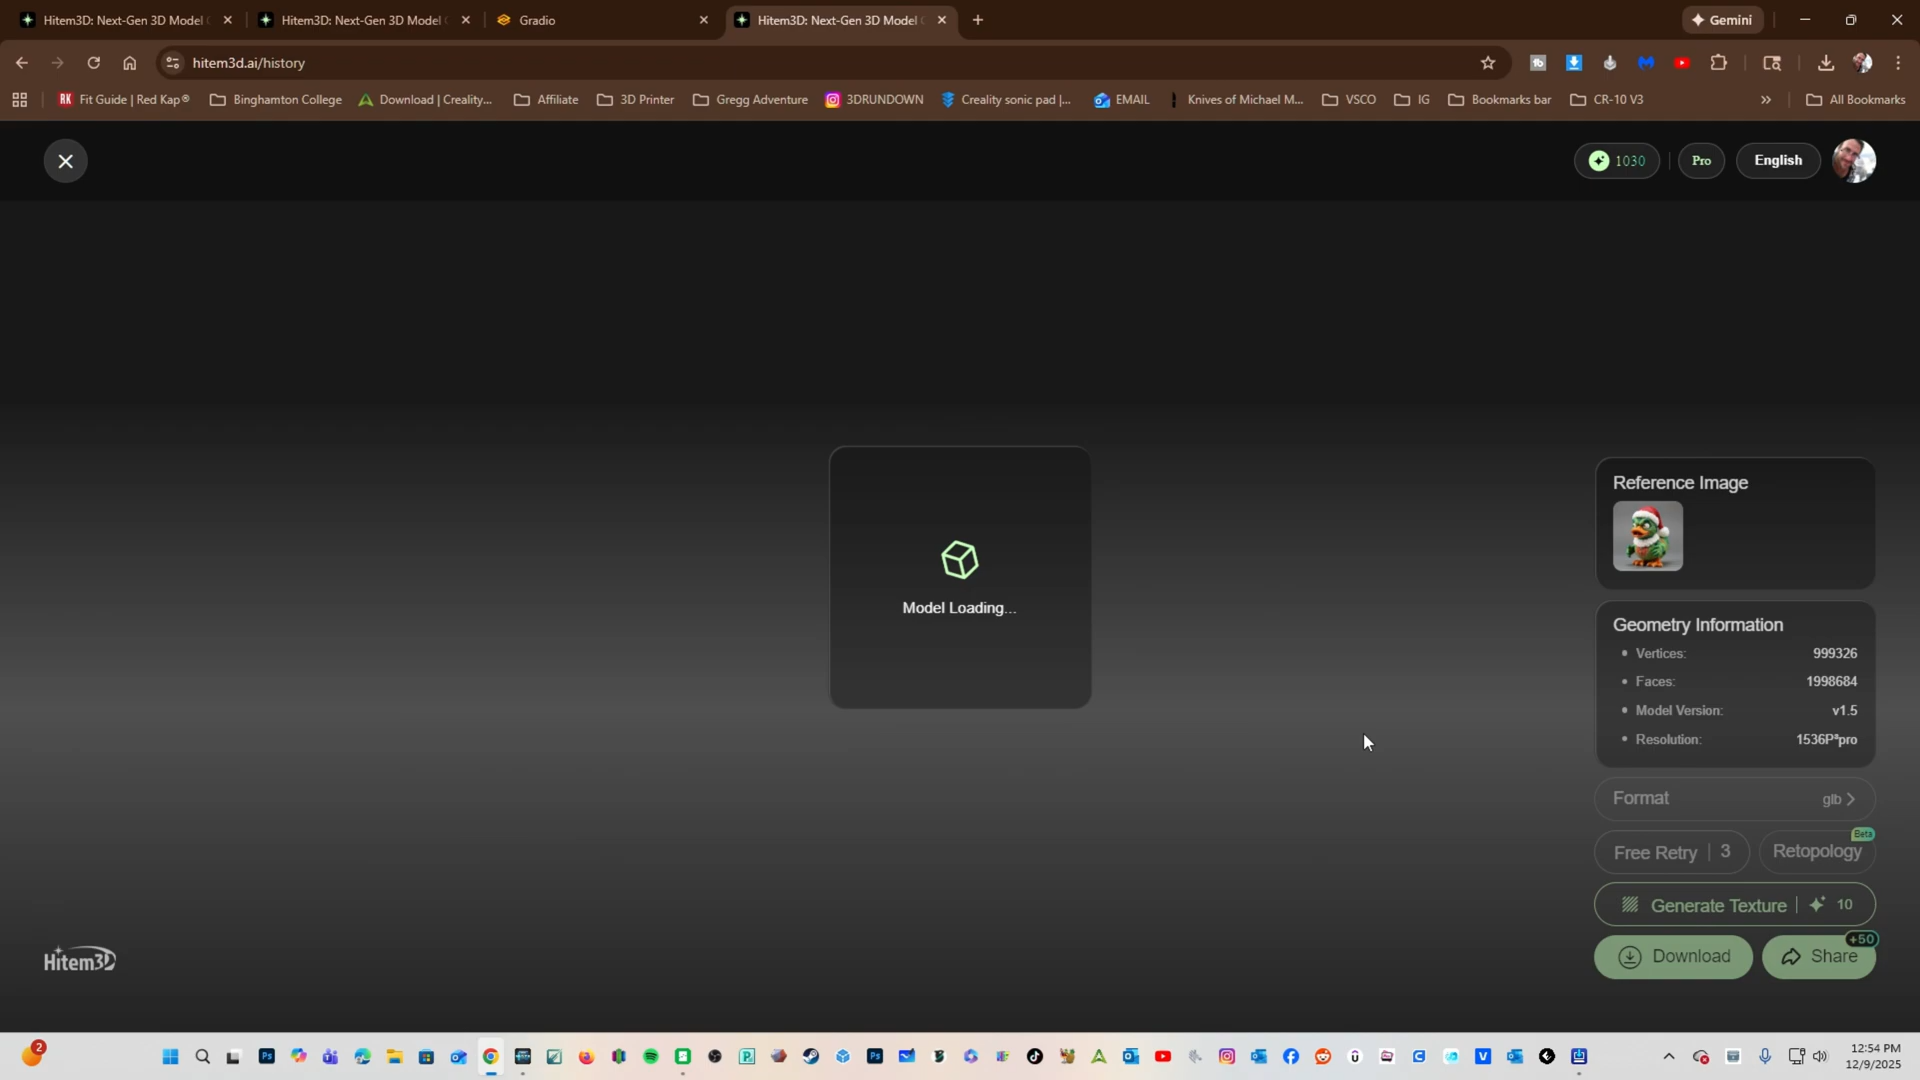 Hitem3D: Next-Gen 3D Model
Hitem3D: Next-Gen 3D Model
Gradio
Hitem3D: Next-Gen 3D Model
Gemini
hitem3d.ai/history
Fit Guide | Red Kap®
Binghamton College
Download | Creality...
Affiliate
3D Printer
Gregg Adventure
3DRUNDOWN
Creality sonic pad |...
EMAIL
Knives of Michael M...
VSCO
IG
Bookmarks bar
CR-10 V3
All Bookmarks
1030
Pro
English
Model Loading...
Reference Image
Geometry Information
Vertices: 999326
Faces: 1998684
Model Version: v1.5
Resolution: 1536P³pro
Format glb
Beta
Free Retry | 3
Retopology
Generate Texture | 10
+50
Download
Share
Hitem3D
2
12:54 PM
12/9/2025